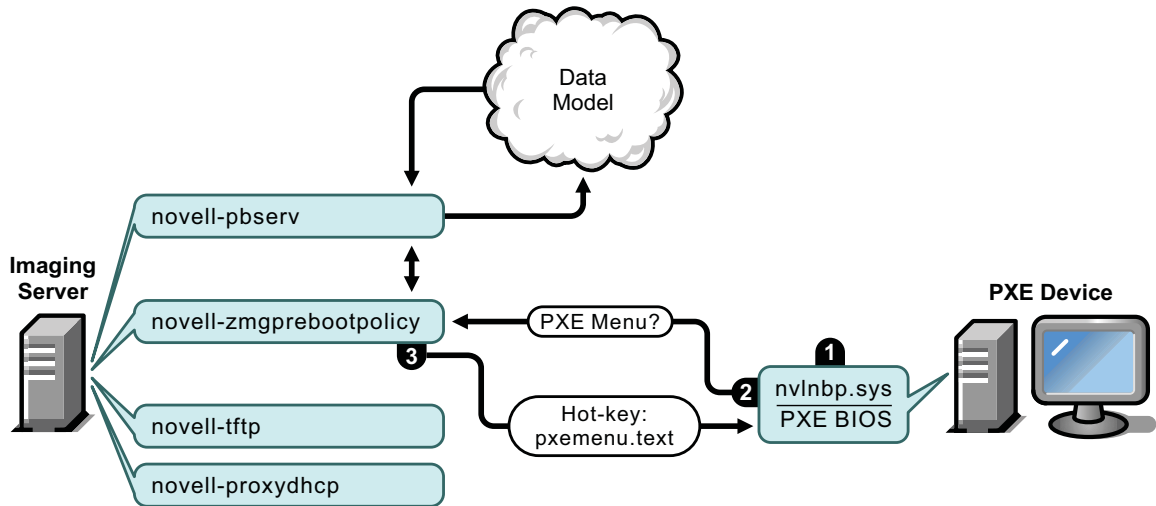 Data
Model
novell-pbserv
Imaging
Server
novell-zmgprebootpolicy
3
PXE Menu?
PXE Device
1
2
nvlnbp.sys
PXE BIOS
Hot-key:
pxemenu.text
novell-tftp
novell-proxydhcp